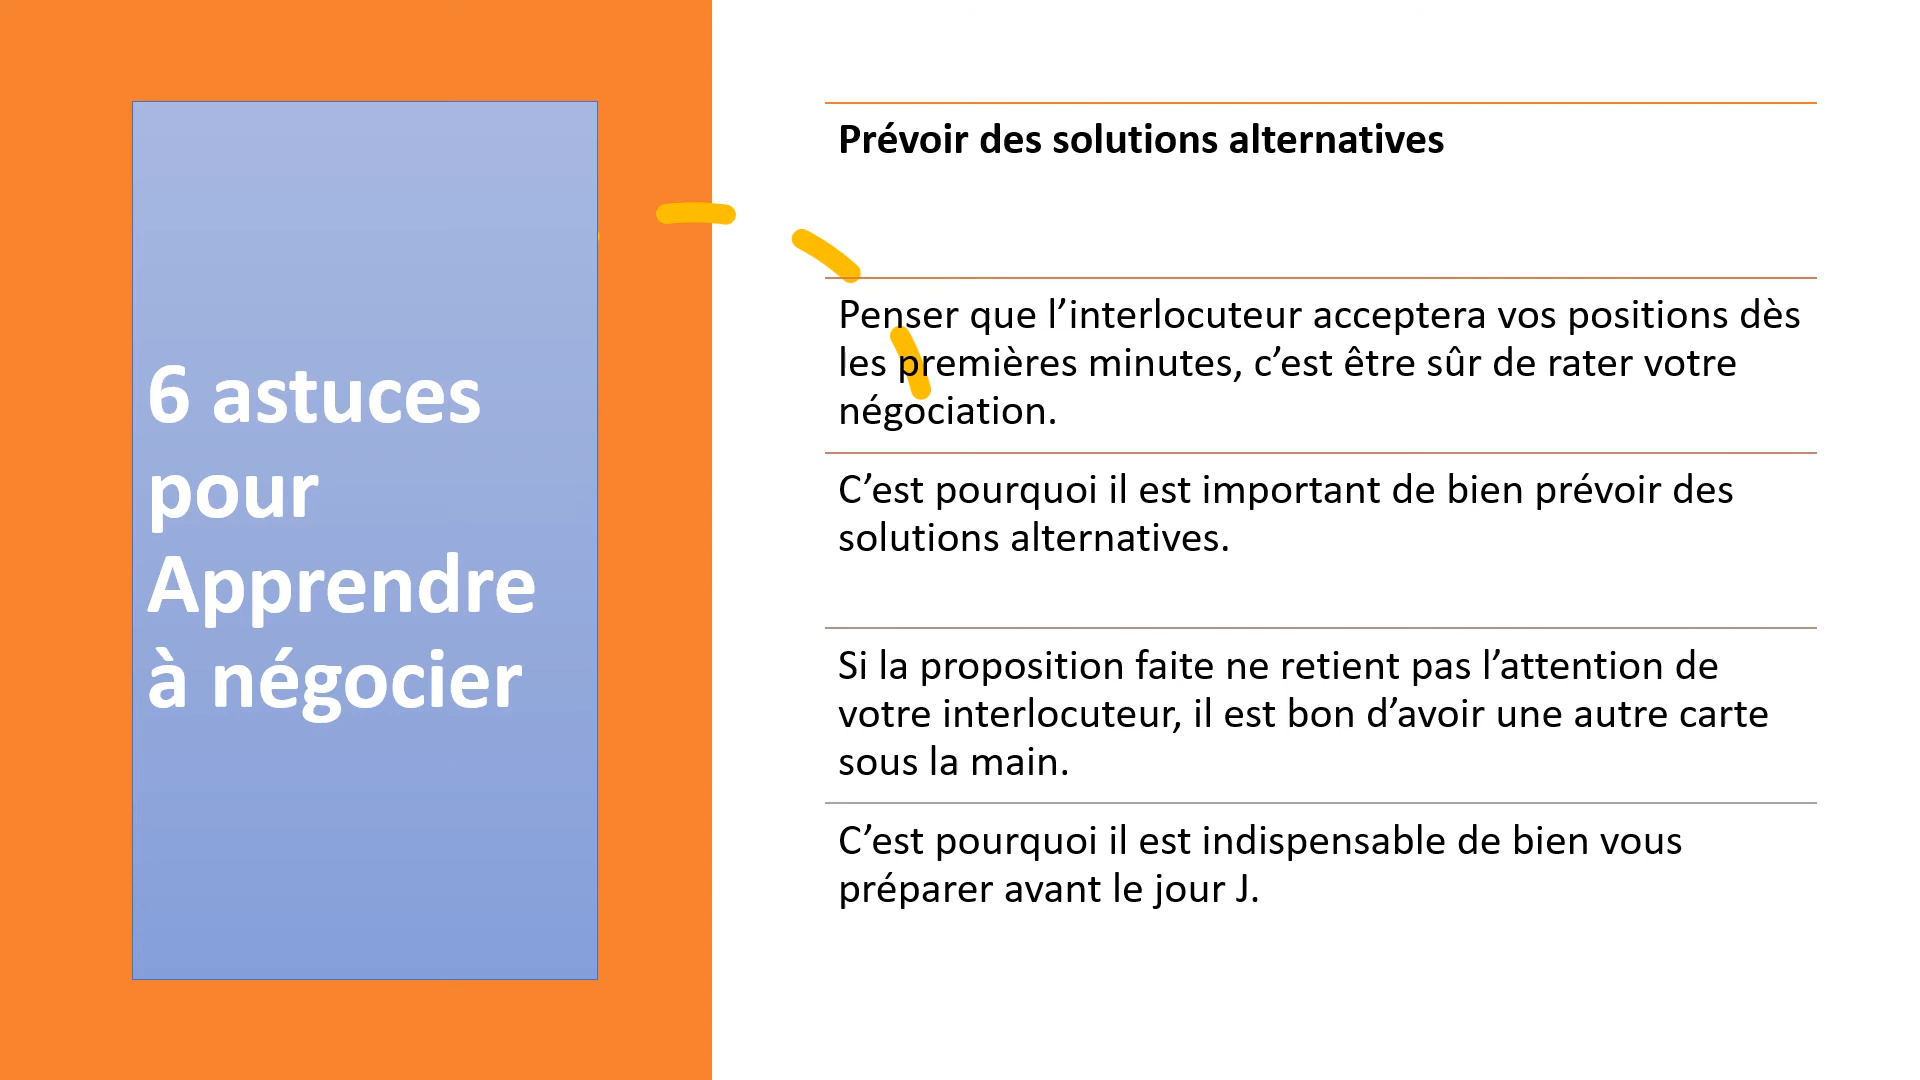 6 astuces
pour
Apprendre
à négocier
Prévoir des solutions alternatives
Penser que l’interlocuteur acceptera vos positions dès
les premières minutes, c’est être sûr de rater votre
négociation.
C’est pourquoi il est important de bien prévoir des
solutions alternatives.
Si la proposition faite ne retient pas l’attention de
votre interlocuteur, il est bon d’avoir une autre carte
sous la main.
C’est pourquoi il est indispensable de bien vous
préparer avant le jour J.